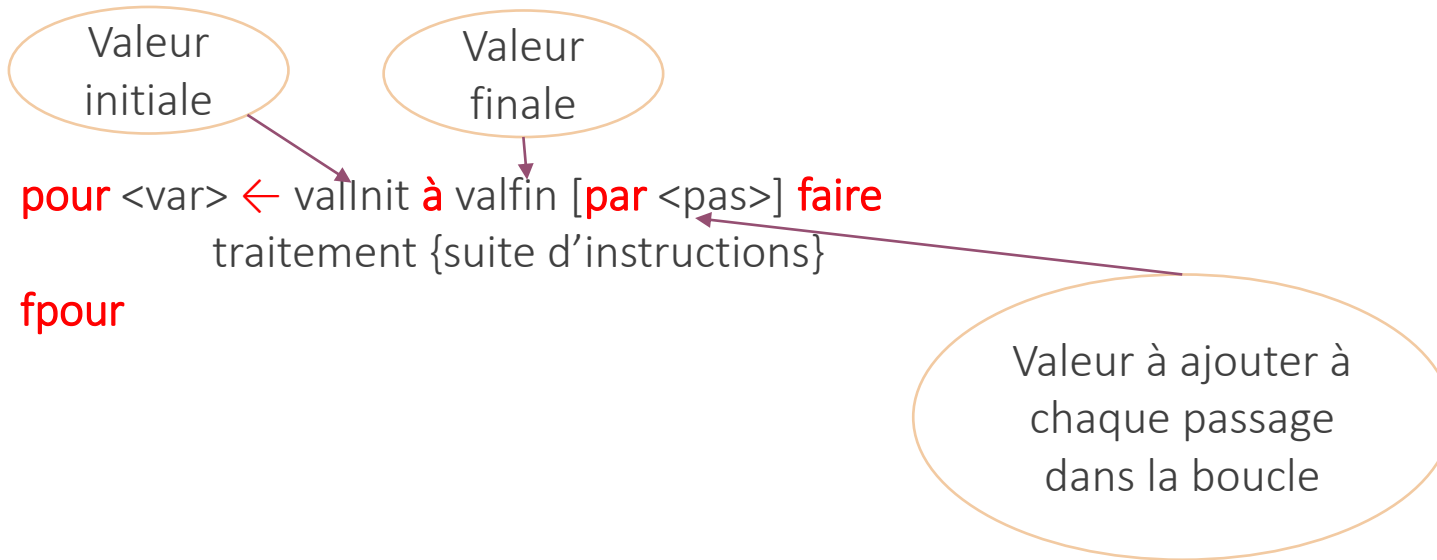 Valeur
initiale
Valeur
finale
pour <var> ← valInit à valfin [par <pas>] faire
traitement {suite d’instructions}
fpour
Valeur à ajouter à
chaque passage
dans la boucle